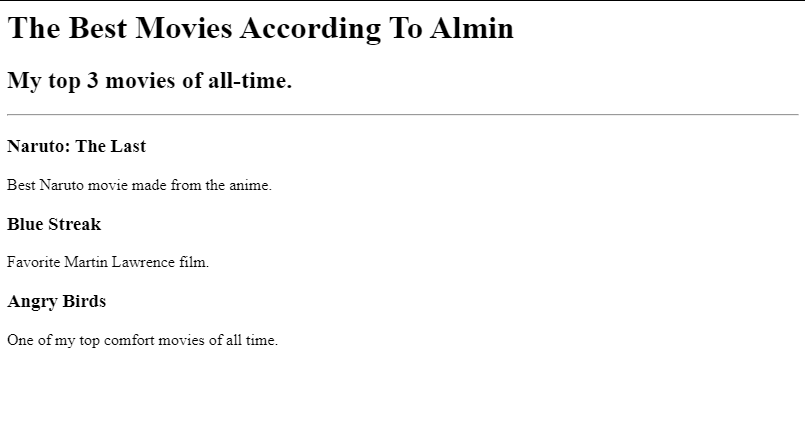 The Best Movies According To Almin
My top 3 movies of all-time.
Naruto: The Last
Best Naruto movie made from the anime.
Blue Streak
Favorite Martin Lawrence film.
Angry Birds
One of my top comfort movies of all time.